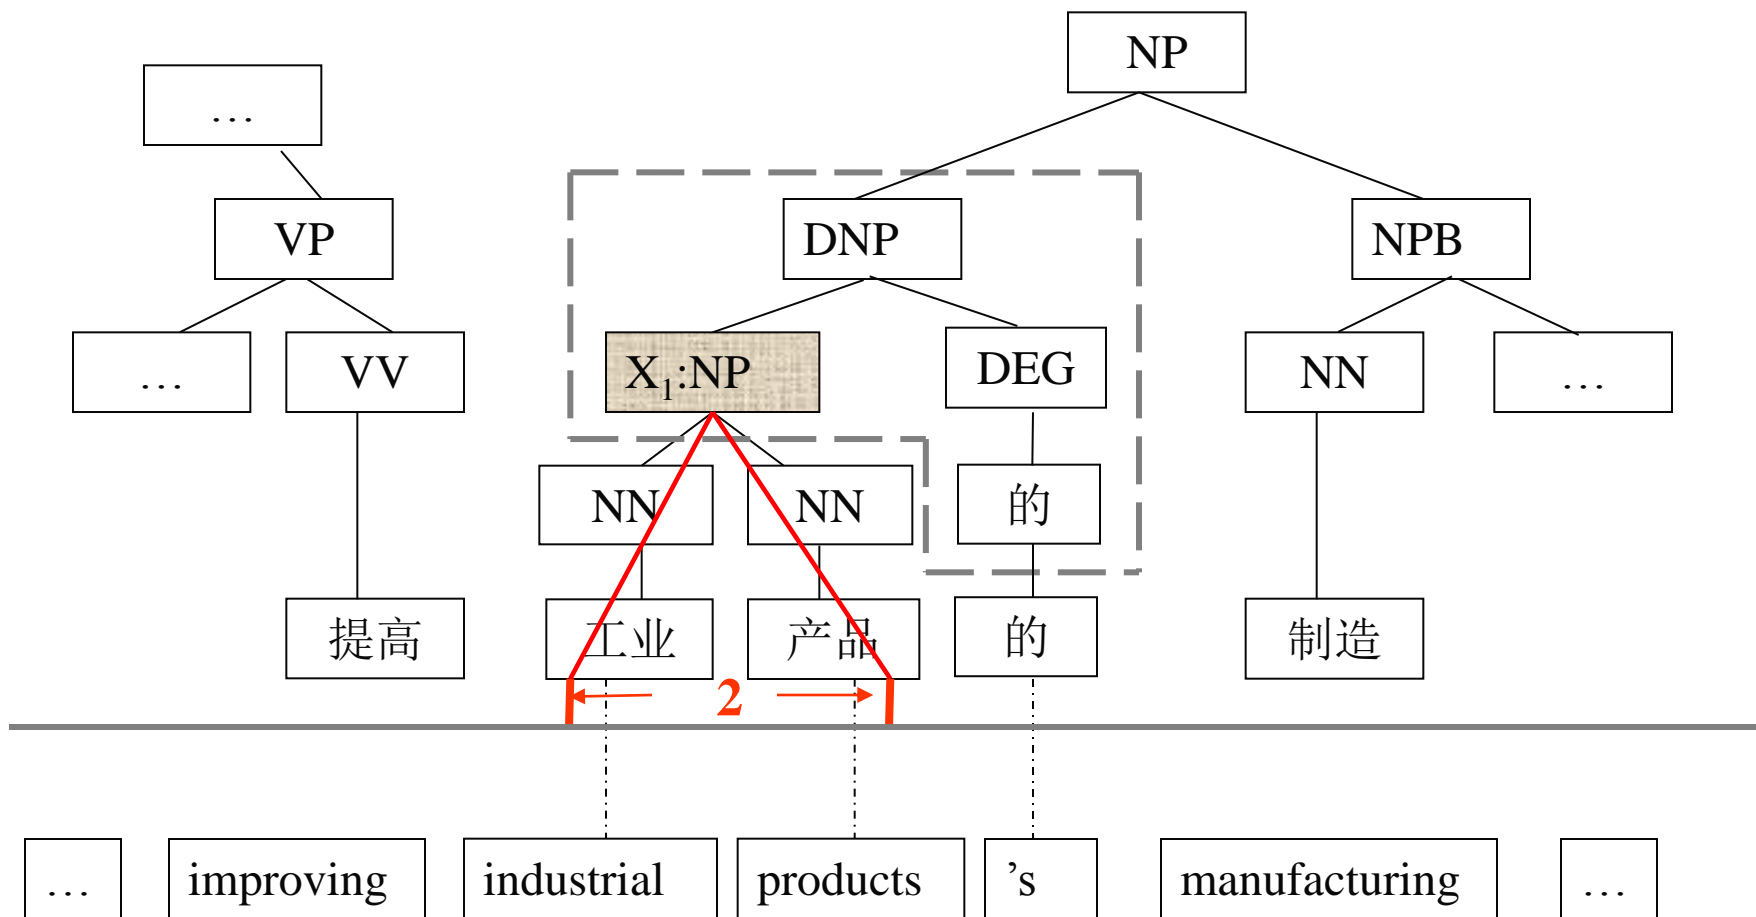 NP
…
VP DNP NPB
… VV X₁:NP DEG NN …
NN NN 的
提高 工业 产品 的 制造
2
… improving industrial products ’s manufacturing …